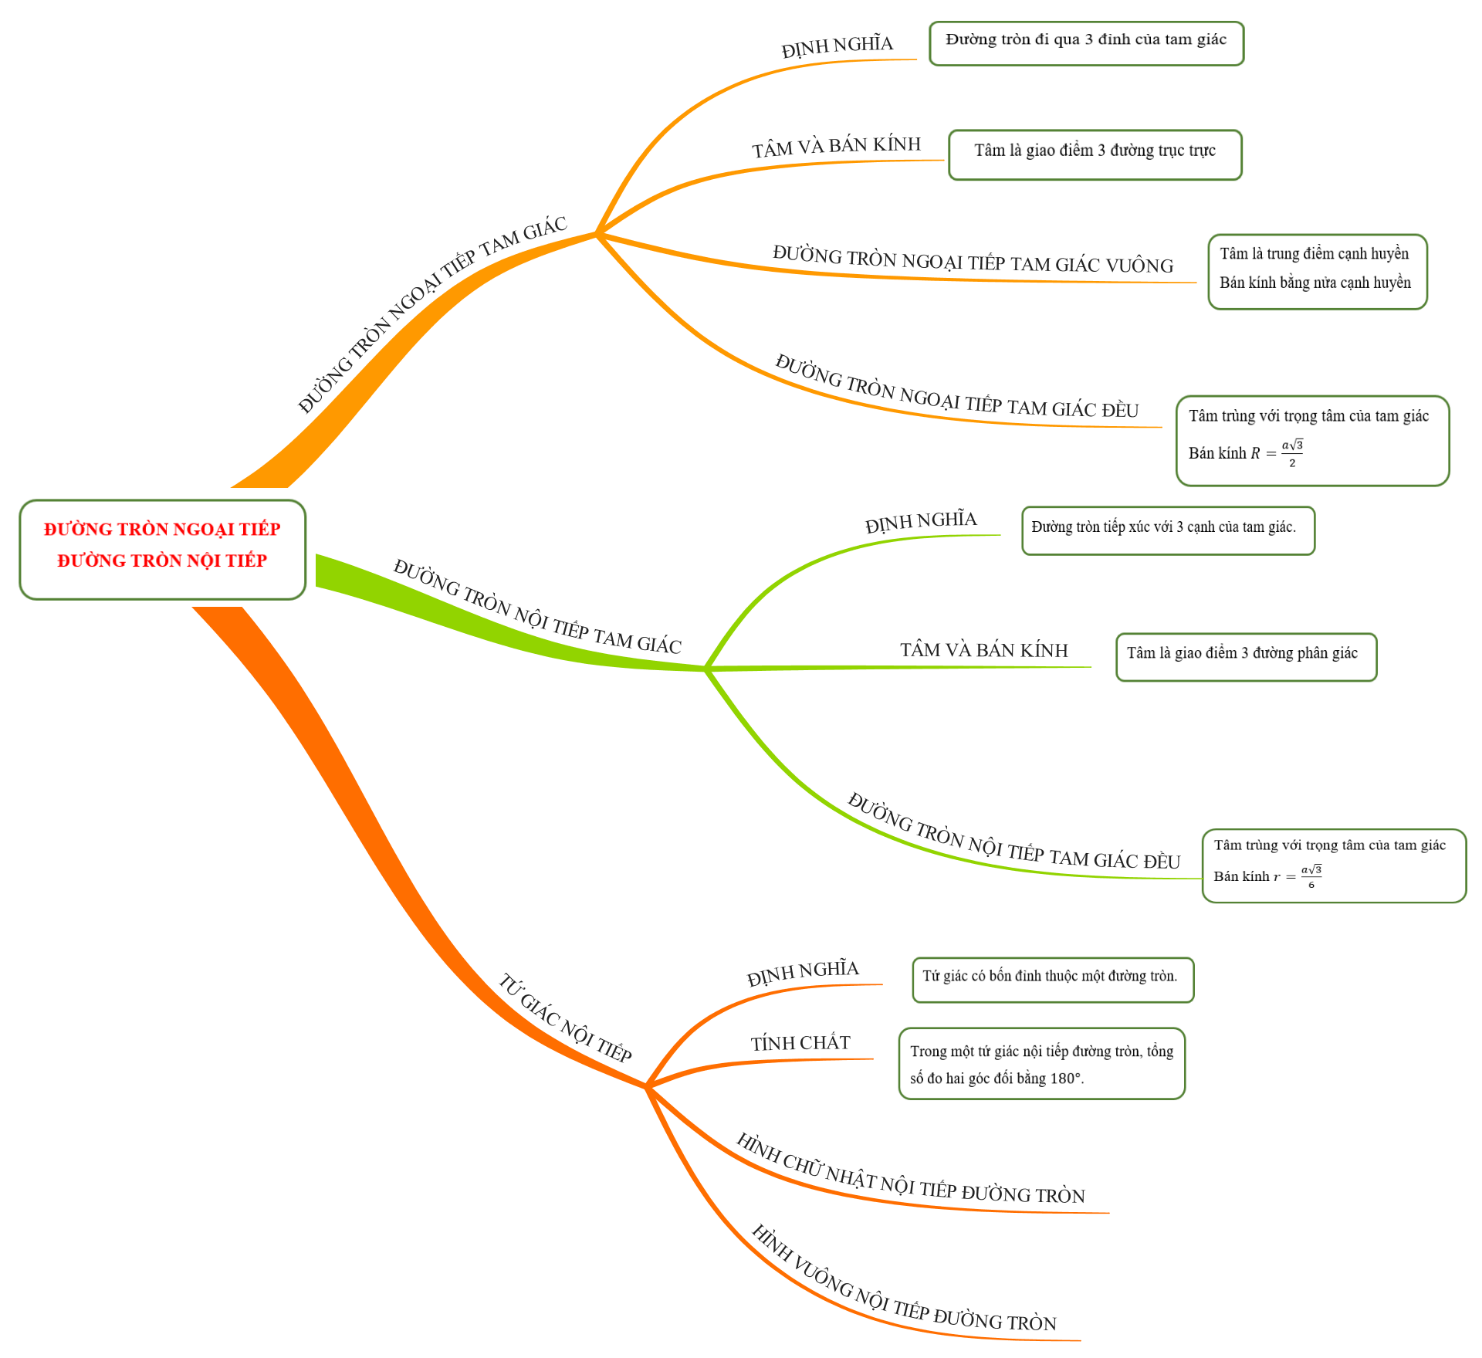 ĐƯỜNG TRÒN NGOẠI TIẾP
ĐƯỜNG TRÒN NỘI TIẾP
ĐƯỜNG TRÒN NGOẠI TIẾP TAM GIÁC
ĐỊNH NGHĨA
Đường tròn đi qua 3 đỉnh của tam giác
TÂM VÀ BÁN KÍNH
Tâm là giao điểm 3 đường trục trực
ĐƯỜNG TRÒN NGOẠI TIẾP TAM GIÁC VUÔNG
Tâm là trung điểm cạnh huyền
Bán kính bằng nửa cạnh huyền
ĐƯỜNG TRÒN NGOẠI TIẾP TAM GIÁC ĐỀU
Tâm trùng với trọng tâm của tam giác
Bán kính R = a√3/2
ĐƯỜNG TRÒN NỘI TIẾP TAM GIÁC
ĐỊNH NGHĨA
Đường tròn tiếp xúc với 3 cạnh của tam giác.
TÂM VÀ BÁN KÍNH
Tâm là giao điểm 3 đường phân giác
ĐƯỜNG TRÒN NỘI TIẾP TAM GIÁC ĐỀU
Tâm trùng với trọng tâm của tam giác
Bán kính r = a√3/6
TỨ GIÁC NỘI TIẾP
ĐỊNH NGHĨA
Tứ giác có bốn đỉnh thuộc một đường tròn.
TÍNH CHẤT
Trong một tứ giác nội tiếp đường tròn, tổng
số đo hai góc đối bằng 180°.
HÌNH CHỮ NHẬT NỘI TIẾP ĐƯỜNG TRÒN
HÌNH VUÔNG NỘI TIẾP ĐƯỜNG TRÒN